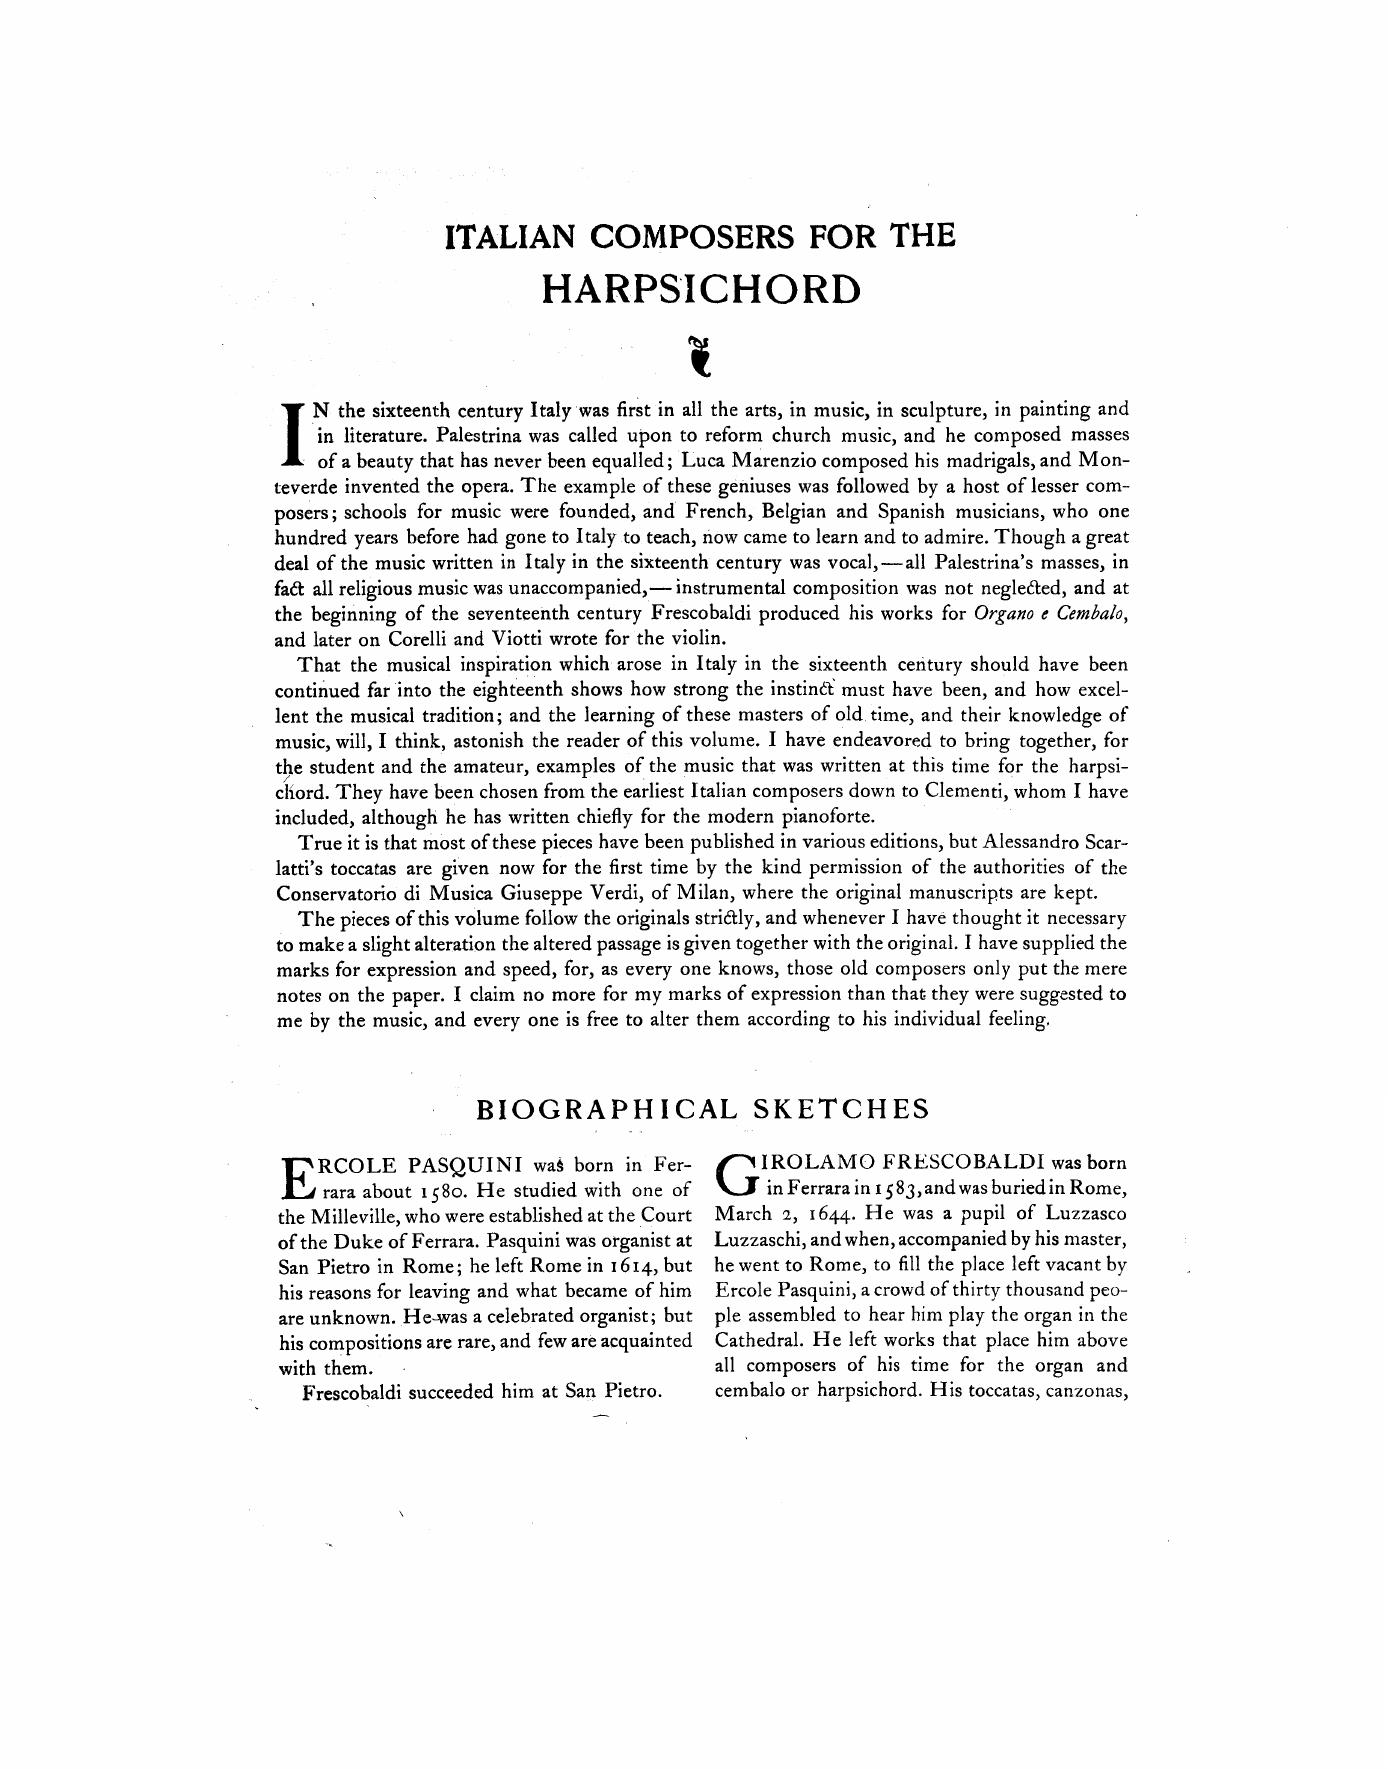 ITALIAN COMPOSERS FOR THE
HARPSICHORD
IN the sixteenth century Italy was first in all the arts, in music, in sculpture, in painting and
in literature. Palestrina was called upon to reform church music, and he composed masses
of a beauty that has never been equalled; Luca Marenzio composed his madrigals, and Mon-
teverde invented the opera. The example of these geniuses was followed by a host of lesser com-
posers; schools for music were founded, and French, Belgian and Spanish musicians, who one
hundred years before had gone to Italy to teach, now came to learn and to admire. Though a great
deal of the music written in Italy in the sixteenth century was vocal,—all Palestrina's masses, in
fact all religious music was unaccompanied,—instrumental composition was not neglected, and at
the beginning of the seventeenth century Frescobaldi produced his works for Organo e Cembalo,
and later on Corelli and Viotti wrote for the violin.
That the musical inspiration which arose in Italy in the sixteenth century should have been
continued far into the eighteenth shows how strong the instinct must have been, and how excel-
lent the musical tradition; and the learning of these masters of old time, and their knowledge of
music, will, I think, astonish the reader of this volume. I have endeavored to bring together, for
the student and the amateur, examples of the music that was written at this time for the harpsi-
chord. They have been chosen from the earliest Italian composers down to Clementi, whom I have
included, although he has written chiefly for the modern pianoforte.
True it is that most of these pieces have been published in various editions, but Alessandro Scar-
latti's toccatas are given now for the first time by the kind permission of the authorities of the
Conservatorio di Musica Giuseppe Verdi, of Milan, where the original manuscripts are kept.
The pieces of this volume follow the originals strictly, and whenever I have thought it necessary
to make a slight alteration the altered passage is given together with the original. I have supplied the
marks for expression and speed, for, as every one knows, those old composers only put the mere
notes on the paper. I claim no more for my marks of expression than that they were suggested to
me by the music, and every one is free to alter them according to his individual feeling.
BIOGRAPHICAL SKETCHES
ERCOLE PASQUINI was born in Fer-
rara about 1580. He studied with one of
the Milleville, who were established at the Court
of the Duke of Ferrara. Pasquini was organist at
San Pietro in Rome; he left Rome in 1614, but
his reasons for leaving and what became of him
are unknown. He was a celebrated organist; but
his compositions are rare, and few are acquainted
with them.
Frescobaldi succeeded him at San Pietro.
GIROLAMO FRESCOBALDI was born
in Ferrara in 1583, and was buried in Rome,
March 2, 1644. He was a pupil of Luzzasco
Luzzaschi, and when, accompanied by his master,
he went to Rome, to fill the place left vacant by
Ercole Pasquini, a crowd of thirty thousand peo-
ple assembled to hear him play the organ in the
Cathedral. He left works that place him above
all composers of his time for the organ and
cembalo or harpsichord. His toccatas, canzonas,